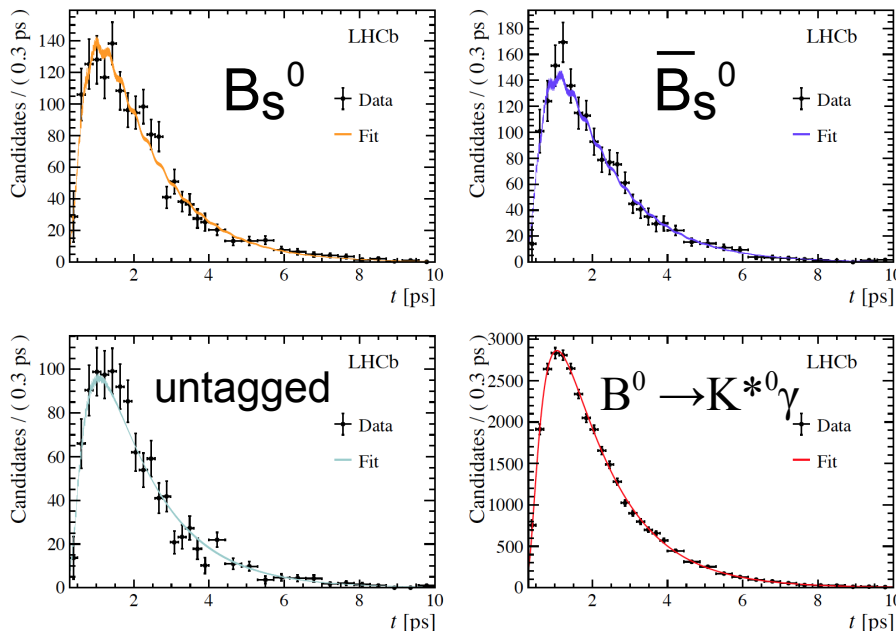 Candidates / ( 0.3 ps )
140
120
100
80
60
40
20
0
LHCb
B_s^0
Data
Fit
2 4 6 8 10
t [ps]
Candidates / ( 0.3 ps )
180
160
140
120
100
80
60
40
20
0
LHCb
B̅_s^0
Data
Fit
2 4 6 8 10
t [ps]
Candidates / ( 0.3 ps )
100
80
60
40
20
0
LHCb
untagged
Data
Fit
2 4 6 8 10
t [ps]
Candidates / ( 0.3 ps )
3000
2500
2000
1500
1000
500
0
LHCb
B⁰ → K*⁰γ
Data
Fit
2 4 6 8 10
t [ps]